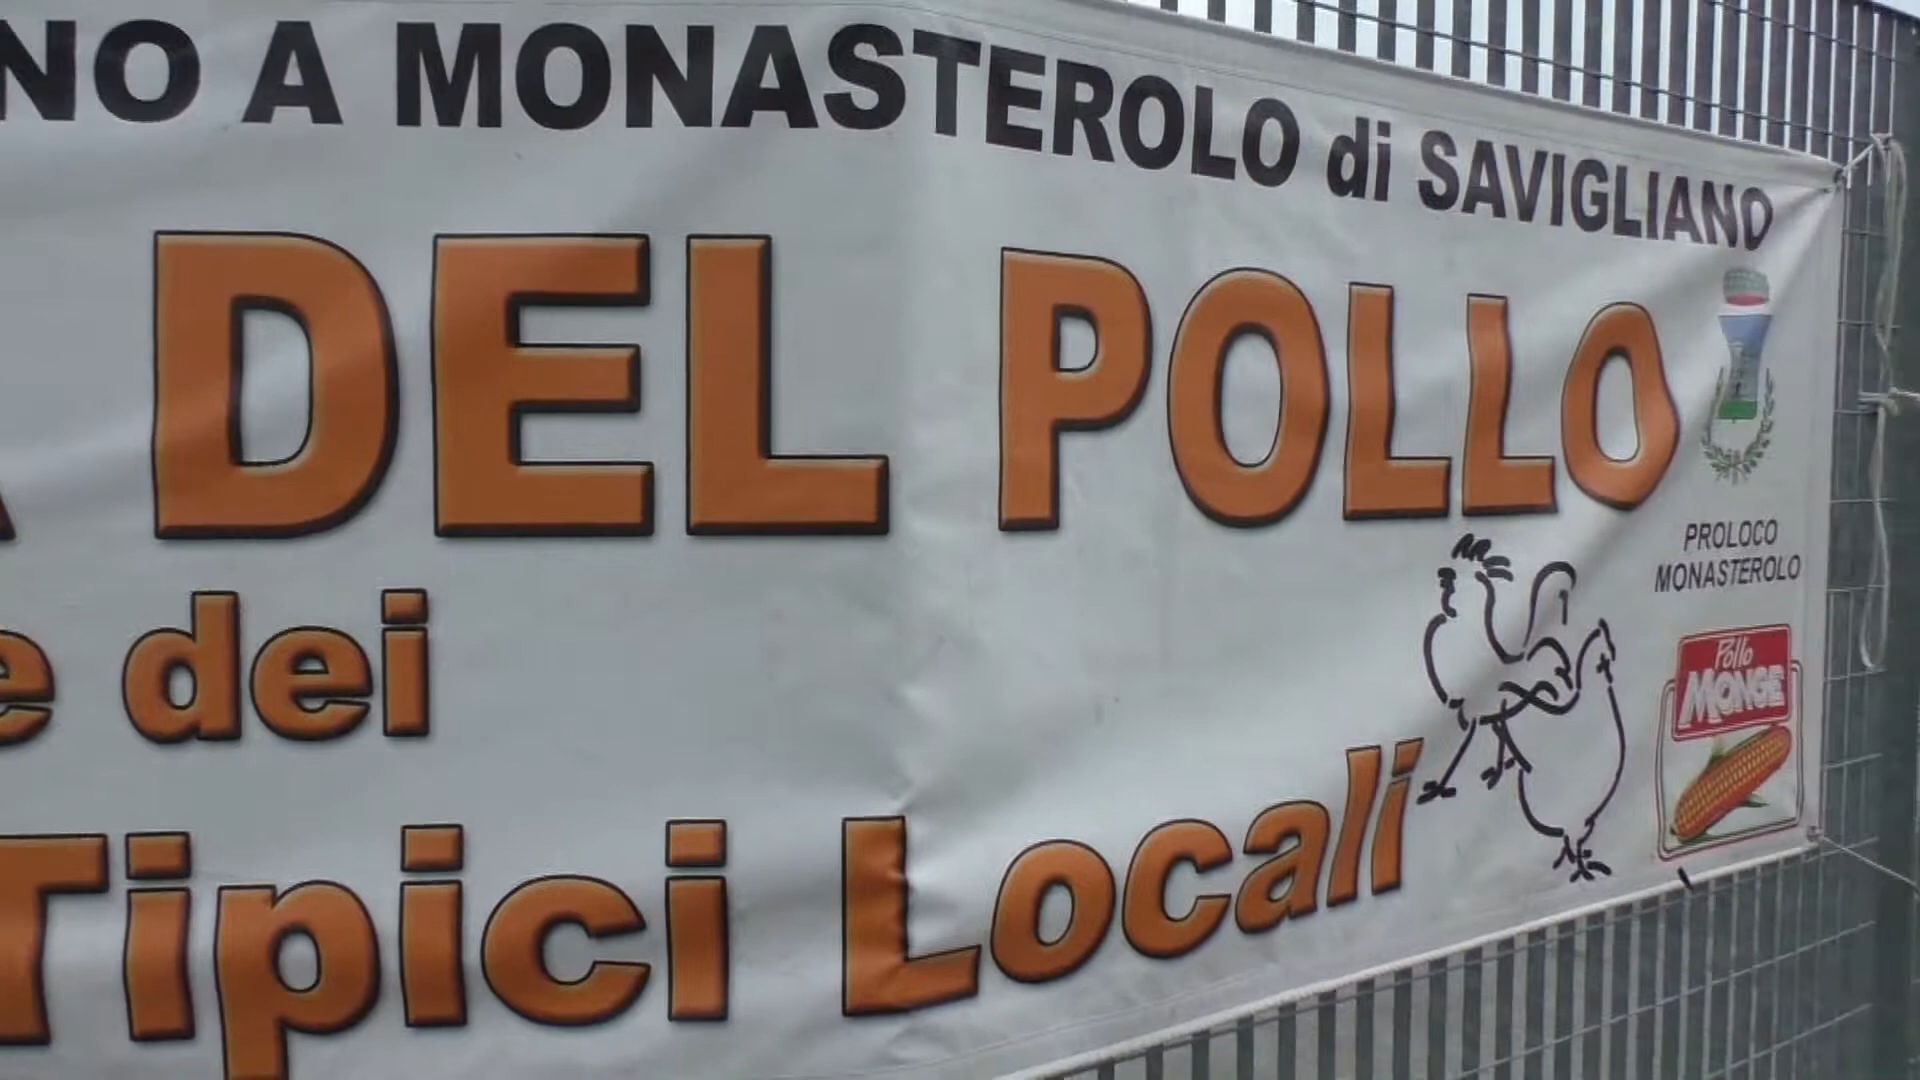 NO A MONASTEROLO di SAVIGLIANO
DEL POLLO
e dei
Tipici Locali
PROLOCO
MONASTEROLO
Pollo
MONGE